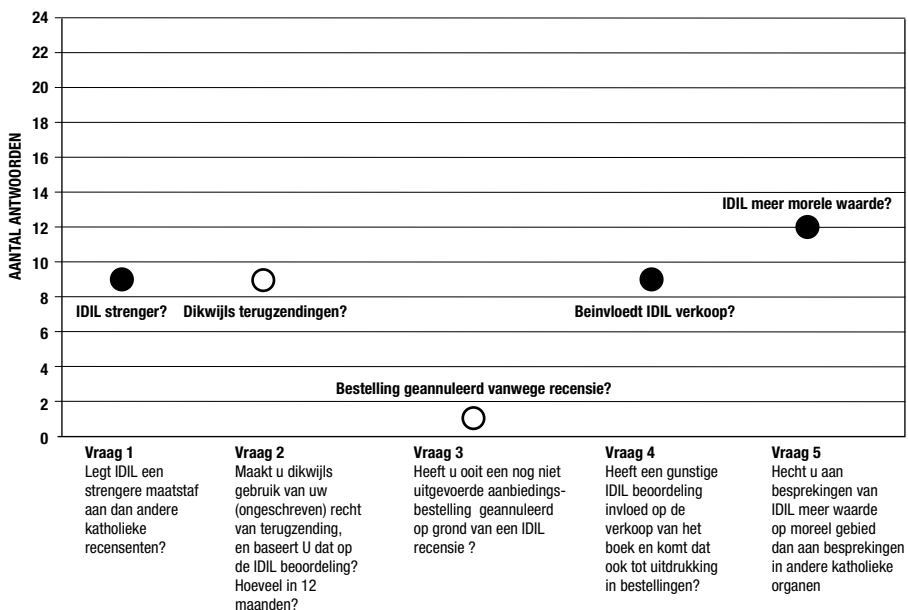 AANTAL ANTWOORDEN
24
22
20
18
16
14
12
10
8
6
4
2
0
IDIL meer morele waarde?
IDIL strenger?
Dikwijls terugzendingen?
Beinvloedt IDIL verkoop?
Bestelling geannuleerd vanwege recensie?
Vraag 1
Legt IDIL een
strengere maatstaf
aan dan andere
katholieke
recensenten?
Vraag 2
Maakt u dikwijls
gebruik van uw
(ongeschreven) recht
van terugzending,
en baseert U dat op
de IDIL beoordeling?
Hoeveel in 12
maanden?
Vraag 3
Heeft u ooit een nog niet
uitgevoerde aanbiedings-
bestelling geannuleerd
op grond van een IDIL
recensie ?
Vraag 4
Heeft een gunstige
IDIL beoordeling
invloed op de
verkoop van het
boek en komt dat
ook tot uitdrukking
in bestellingen?
Vraag 5
Hecht u aan
besprekingen van
IDIL meer waarde
op moreel gebied
dan aan besprekingen
in andere katholieke
organen